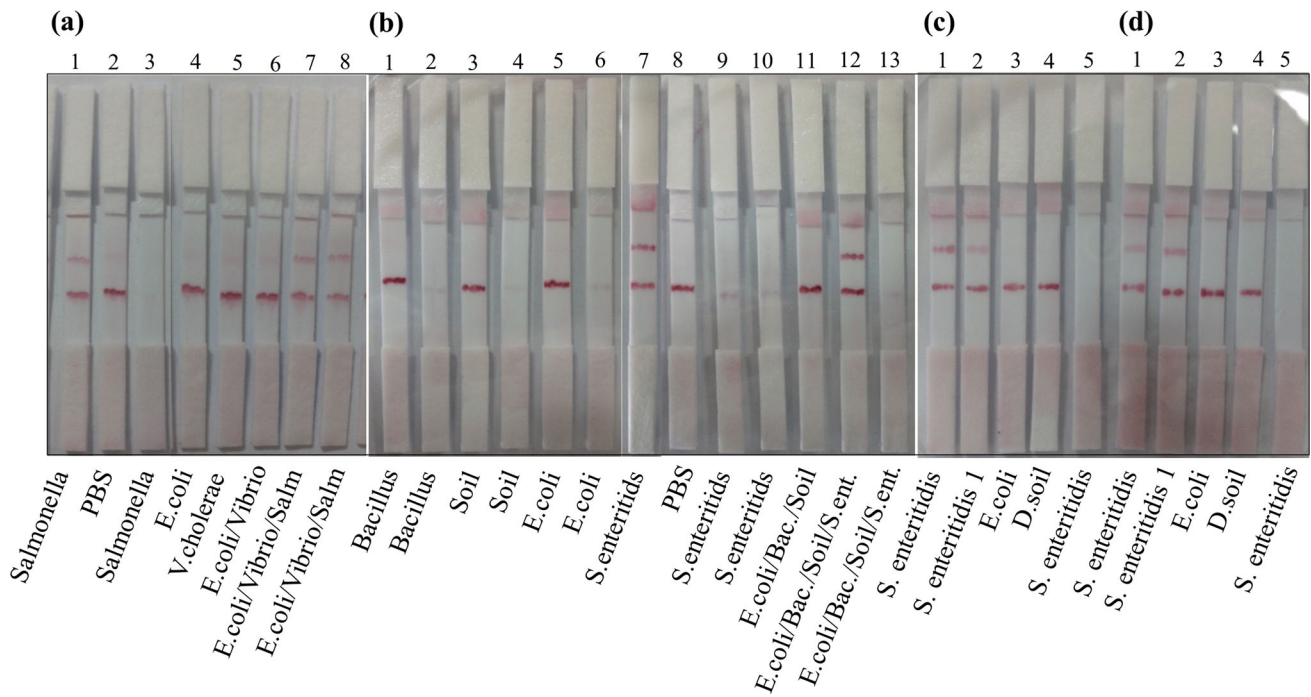 (a) (b) (c) (d)
1 2 3 4 5 6 7 8 1 2 3 4 5 6 7 8 9 10 11 12 13 1 2 3 4 5 1 2 3 4 5
Salmonella
PBS
Salmonella
E.coli
V.cholerae
E.coli/Vibrio
E.coli/Vibrio/Salm
E.coli/Vibrio/Salm
Bacillus
Bacillus
Soil
Soil
E.coli
E.coli
S.enteritids
PBS
S.enteritids
S.enteritids
E.coli/Bac./Soil
E.coli/Bac./Soil/S.ent.
E.coli/Bac./Soil/S.ent.
S. enteritidis
S. enteritidis 1
E.coli
D.soil
S. enteritidis
S. enteritidis
S. enteritidis 1
E.coli
D.soil
S. enteritidis